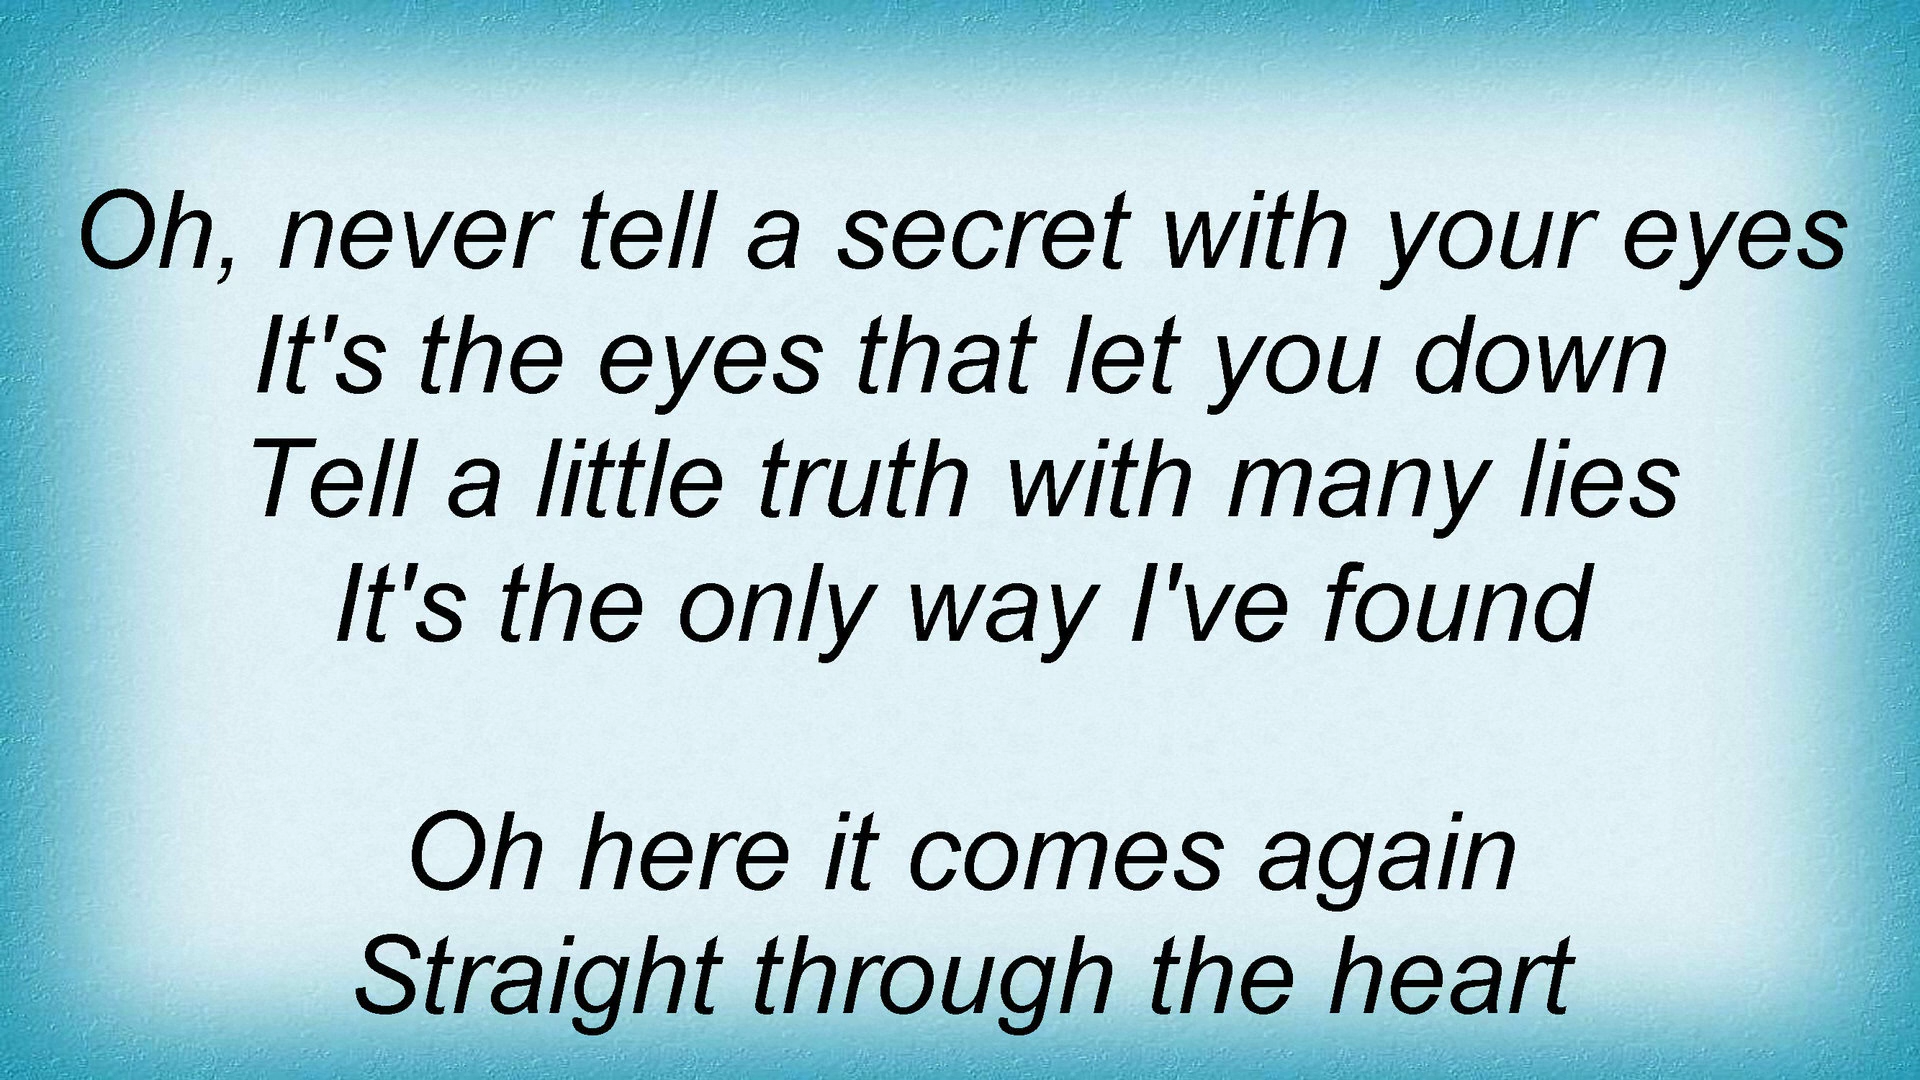 Oh, never tell a secret with your eyes
It's the eyes that let you down
Tell a little truth with many lies
It's the only way I've found
Oh here it comes again
Straight through the heart